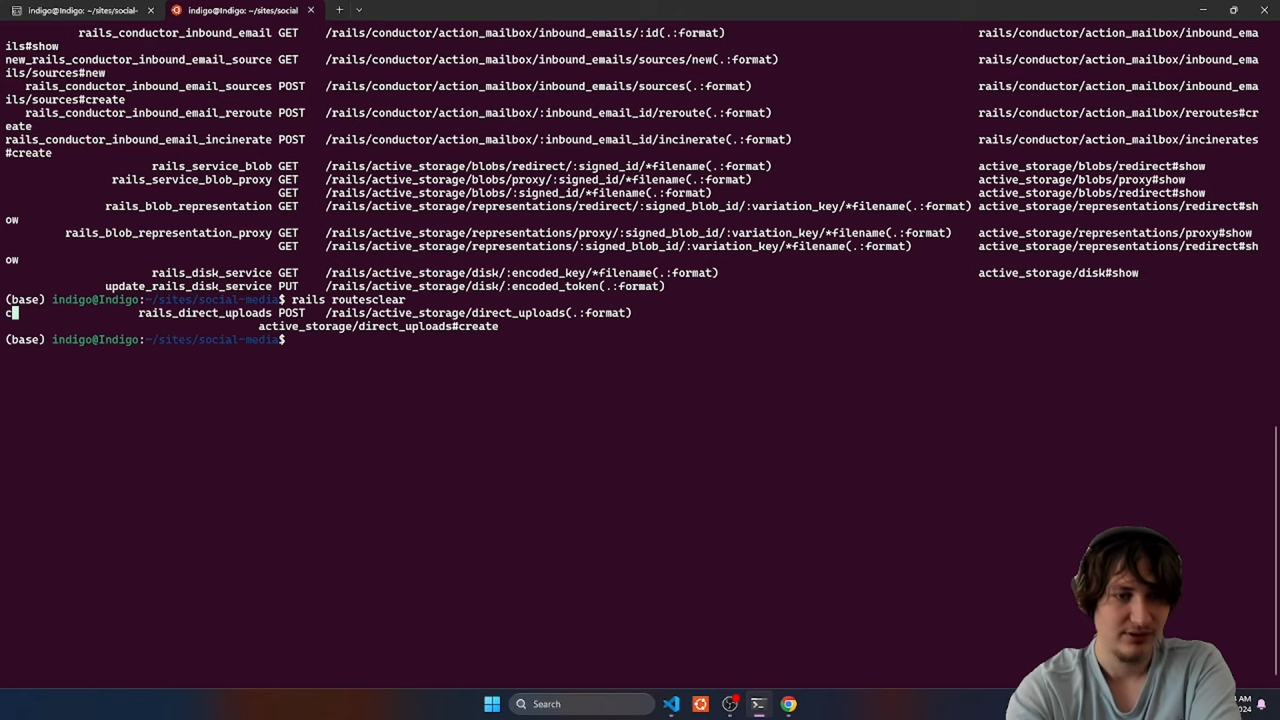 indigo@Indigo: ~/sites/social-
indigo@Indigo: ~/sites/social
rails_conductor_inbound_email GET /rails/conductor/action_mailbox/inbound_emails/:id(.:format) rails/conductor/action_mailbox/inbound_ema
ils#show
new_rails_conductor_inbound_email_source GET /rails/conductor/action_mailbox/inbound_emails/sources/new(.:format) rails/conductor/action_mailbox/inbound_ema
ils/sources#new
rails_conductor_inbound_email_sources POST /rails/conductor/action_mailbox/inbound_emails/sources(.:format) rails/conductor/action_mailbox/inbound_ema
ils/sources#create
rails_conductor_inbound_email_reroute POST /rails/conductor/action_mailbox/:inbound_email_id/reroute(.:format) rails/conductor/action_mailbox/reroutes#cr
eate
rails_conductor_inbound_email_incinerate POST /rails/conductor/action_mailbox/:inbound_email_id/incinerate(.:format) rails/conductor/action_mailbox/incinerates
#create
rails_service_blob GET /rails/active_storage/blobs/redirect/:signed_id/*filename(.:format) active_storage/blobs/redirect#show
rails_service_blob_proxy GET /rails/active_storage/blobs/proxy/:signed_id/*filename(.:format) active_storage/blobs/proxy#show
GET /rails/active_storage/blobs/:signed_id/*filename(.:format) active_storage/blobs/redirect#show
rails_blob_representation GET /rails/active_storage/representations/redirect/:signed_blob_id/:variation_key/*filename(.:format) active_storage/representations/redirect#sh
ow
rails_blob_representation_proxy GET /rails/active_storage/representations/proxy/:signed_blob_id/:variation_key/*filename(.:format) active_storage/representations/proxy#show
GET /rails/active_storage/representations/:signed_blob_id/:variation_key/*filename(.:format) active_storage/representations/redirect#sh
ow
rails_disk_service GET /rails/active_storage/disk/:encoded_key/*filename(.:format) active_storage/disk#show
update_rails_disk_service PUT /rails/active_storage/disk/:encoded_token(.:format)
(base) indigo@Indigo:~/sites/social-media$ rails routesclear
c rails_direct_uploads POST /rails/active_storage/direct_uploads(.:format)
active_storage/direct_uploads#create
(base) indigo@Indigo:~/sites/social-media$
Search
AM
2024